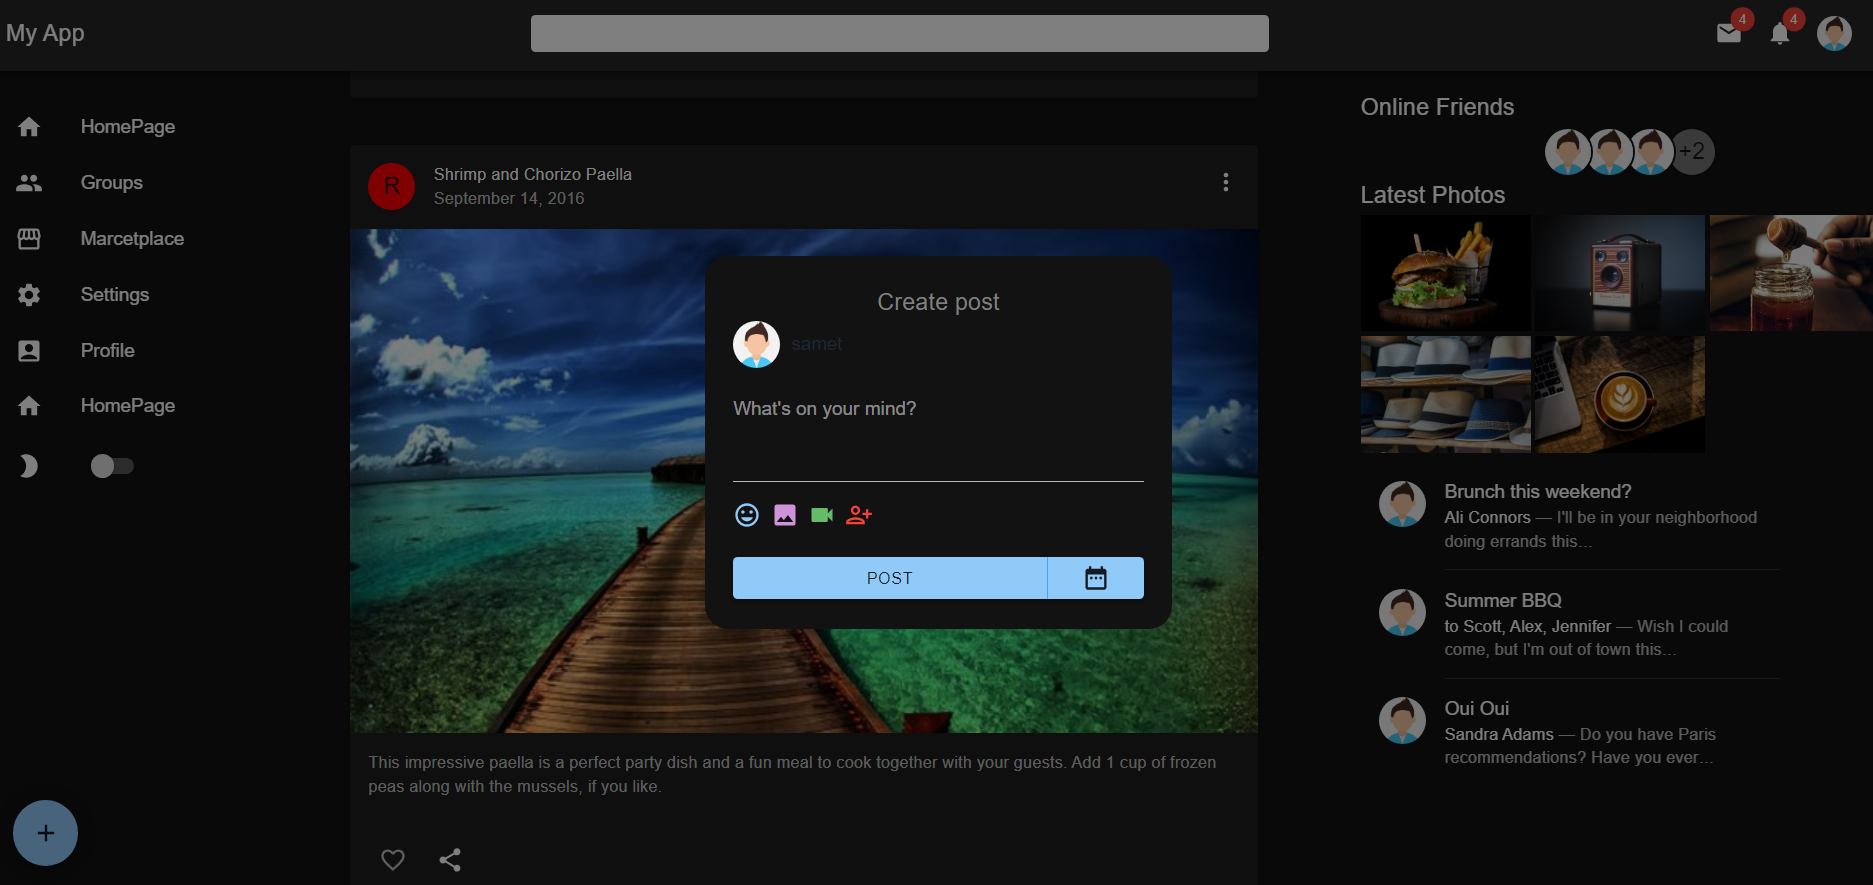 My App
4
4
HomePage
Groups
Marcetplace
Settings
Profile
HomePage
R
Shrimp and Chorizo Paella
September 14, 2016
Create post
samet
What's on your mind?
POST
This impressive paella is a perfect party dish and a fun meal to cook together with your guests. Add 1 cup of frozen
peas along with the mussels, if you like.
Online Friends
+2
Latest Photos
Brunch this weekend?
Ali Connors — I'll be in your neighborhood
doing errands this…
Summer BBQ
to Scott, Alex, Jennifer — Wish I could
come, but I'm out of town this…
Oui Oui
Sandra Adams — Do you have Paris
recommendations? Have you ever…